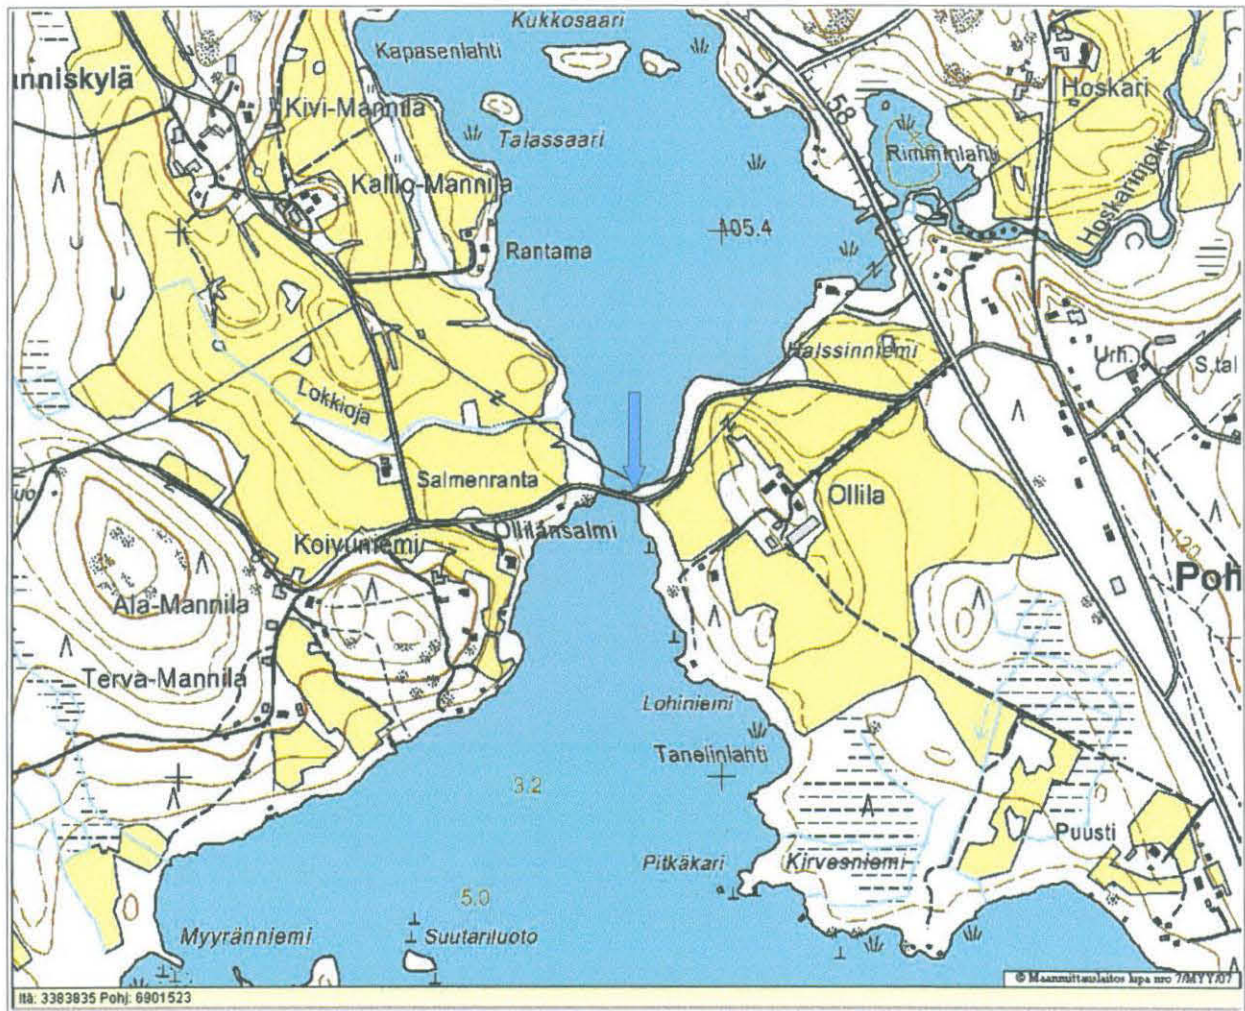 Kukkosaari
Kapasenlahti
nniskylä
Kivi-Mannila
Talassaari
58
Hoskari
Rimminlahti
Kallio-Mannila
Hoskarinjoki
105.4
Rantama
Halssinniemi
Urh.
S.tal
Lokkioja
Salmenranta
Ollila
Ollilansalmi
Koivuniemi
120
Poh
Ala-Mannila
Terva-Mannila
Lohiniemi
Tanelinlahti
3.2
Puusti
Pitkäkari
Kirvesniemi
5.0
Myyränniemi
Suutariluoto
© Maanmittauslaitos lupa nro 7/MYY/07
Itä: 3383835 Pohj: 6901523